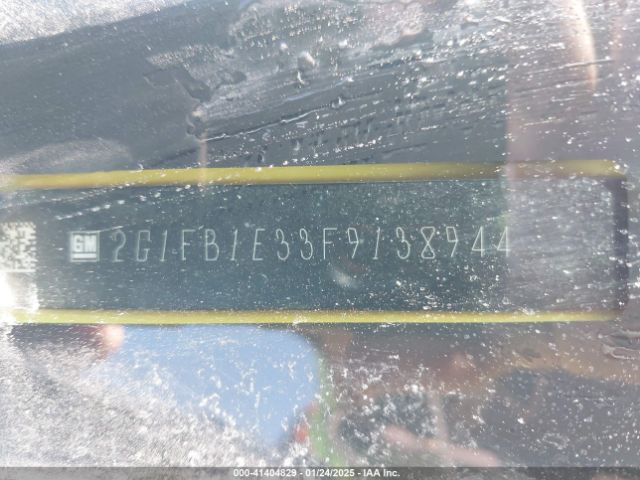 GM 2G1FB1E33F9138944
000-41404829 - 01/24/2025 - IAA Inc.